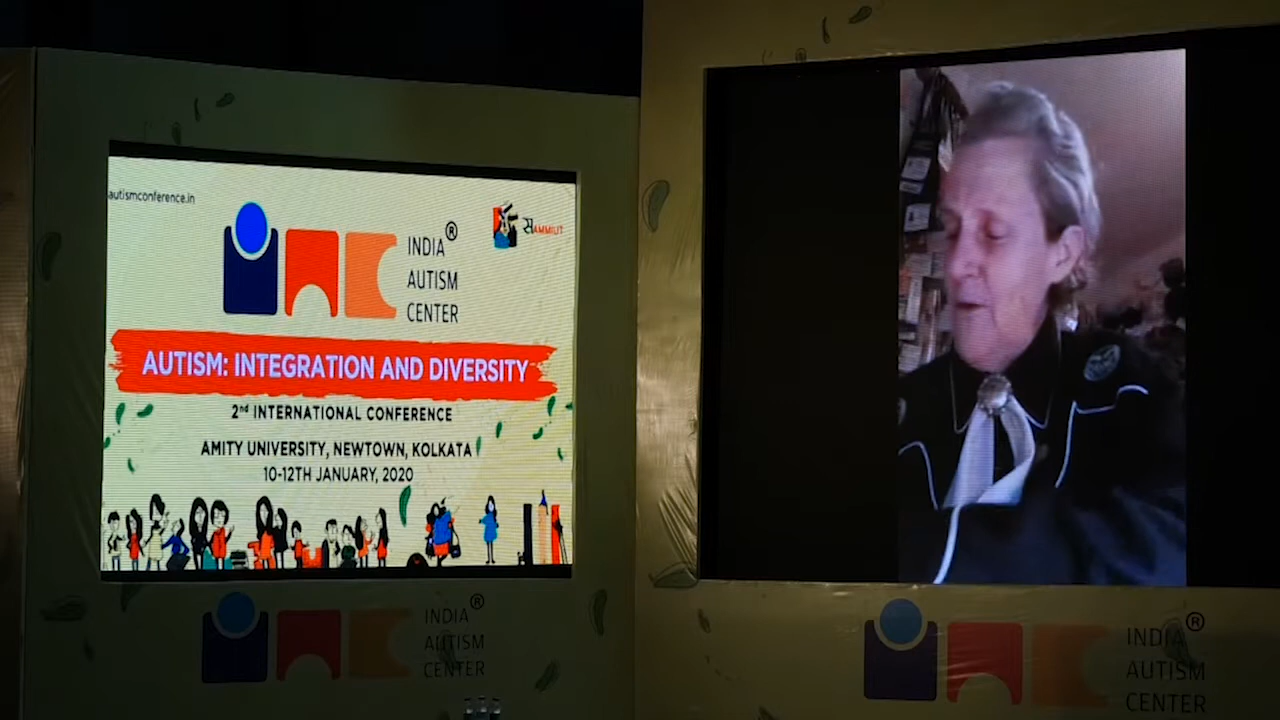 autismconference.in
सAMMILIT
INDIA
AUTISM
CENTER
®
AUTISM: INTEGRATION AND DIVERSITY
2nd INTERNATIONAL CONFERENCE
AMITY UNIVERSITY, NEWTOWN, KOLKATA
10-12TH JANUARY, 2020
INDIA
AUTISM
CENTER
®
INDIA
AUTISM
CENTER
®